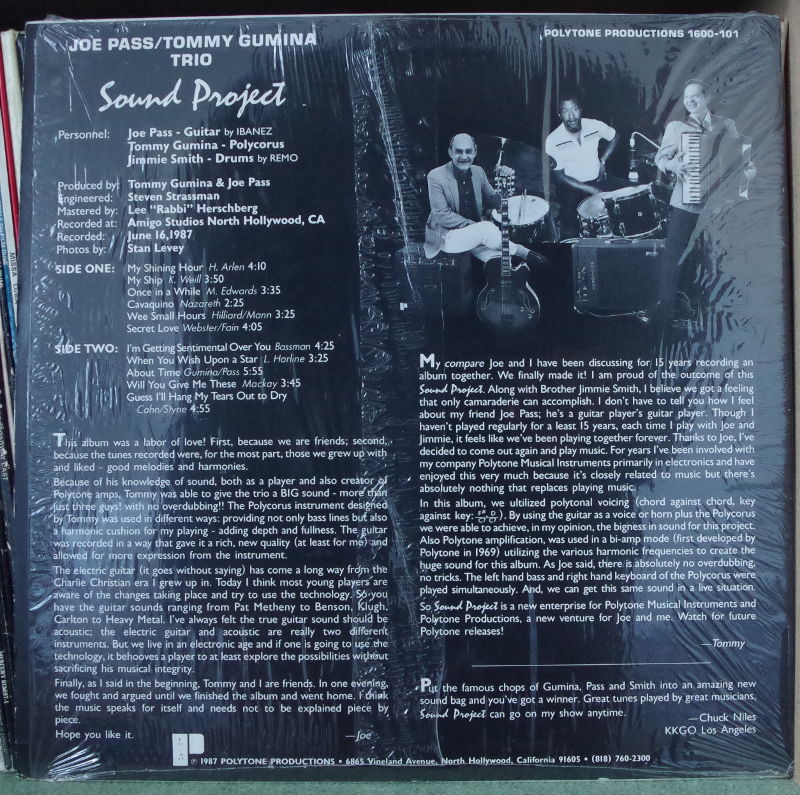 JOE PASS/TOMMY GUMINA
TRIO
Sound Project
Personnel: Joe Pass - Guitar by IBANEZ
Tommy Gumina - Polycorus
Jimmie Smith - Drums by REMO
Produced by: Tommy Gumina & Joe Pass
Engineered: Steven Strassman
Mastered by: Lee "Rabbi" Herschberg
Recorded at: Amigo Studios North Hollywood, CA
Recorded: June 16,1987
Photos by: Stan Levey
SIDE ONE: My Shining Hour H. Arlen 4:10
My Ship K. Weill 3:50
Once in a While M. Edwards 3:35
Cavaquino Nazareth 2:25
Wee Small Hours Hilliard/Mann 3:35
Secret Love Webster/Fain 4:05
SIDE TWO: I'm Getting Sentimental Over You Bassman 4:25
When You Wish Upon a Star L. Harline 3:25
About Time Gumina/Pass 5:55
Will You Give Me These Mackay 3:45
Guess I'll Hang My Tears Out to Dry
Cahn/Slyne 4:55
This album was a labor of love! First, because we are friends; second,
because the tunes recorded were, for the most part, those we grew up with
and liked - good melodies and harmonies.
Because of his knowledge of sound, both as a player and also creator of
Polytone amps, Tommy was able to give the trio a BIG sound - more than
just three guys! with no overdubbing!! The Polycorus instrument designed
by Tommy was used in different ways: providing not only bass lines but also
a harmonic cushion for my playing - adding depth and fullness. The guitar
was recorded in a way that gave it a rich, new quality (at least for me) and
allowed for more expression from the instrument.
The electric guitar (it goes without saying) has come a long way from the
Charlie Christian era I grew up in. Today I think most young players are
aware of the changes taking place and try to use the technology. So you
have the guitar sounds ranging from Pat Metheny to Benson, Klugh,
Carlton to Heavy Metal. I've always felt the true guitar sound should be
acoustic; the electric guitar and acoustic are really two different
instruments. But we live in an electronic age and if one is going to use the
technology, it behooves a player to at least explore the possibilities without
sacrificing his musical integrity.
Finally, as I said in the beginning, Tommy and I are friends. In one evening,
we fought and argued until we finished the album and went home. I think
the music speaks for itself and needs not to be explained piece by
piece.
Hope you like it. —Joe
POLYTONE PRODUCTIONS 1600-101
My compare Joe and I have been discussing for 15 years recording an
album together. We finally made it! I am proud of the outcome of this
Sound Project. Along with Brother Jimmie Smith, I believe we got a feeling
that only camaraderie can accomplish. I don't have to tell you how I feel
about my friend Joe Pass; he's a guitar player's guitar player. Though I
haven't played regularly for a least 15 years, each time I play with Joe and
Jimmie, it feels like we've been playing together forever. Thanks to Joe, I've
decided to come out again and play music. For years I've been involved with
my company Polytone Musical Instruments primarily in electronics and have
enjoyed this very much because it's closely related to music but there's
absolutely nothing that replaces playing music.
In this album, we ultilized polytonal voicing (chord against chord, key
against key: ). By using the guitar as a voice or horn plus the Polycorus
we were able to achieve, in my opinion, the bigness in sound for this project.
Also Polytone amplification, was used in a bi-amp mode (first developed by
Polytone in 1969) utilizing the various harmonic frequencies to create the
huge sound for this album. As Joe said, there is absolutely no overdubbing,
no tricks. The left hand bass and right hand keyboard of the Polycorus were
played simultaneously. And, we can get this same sound in a live situation.
So Sound Project is a new enterprise for Polytone Musical Instruments and
Polytone Productions, a new venture for Joe and me. Watch for future
Polytone releases!
—Tommy
Put the famous chops of Gumina, Pass and Smith into an amazing new
sound bag and you've got a winner. Great tunes played by great musicians,
Sound Project can go on my show anytime.
—Chuck Niles
KKGO Los Angeles
℗ 1987 POLYTONE PRODUCTIONS • 6865 Vineland Avenue, North Hollywood, California 91605 • (818) 760-2300